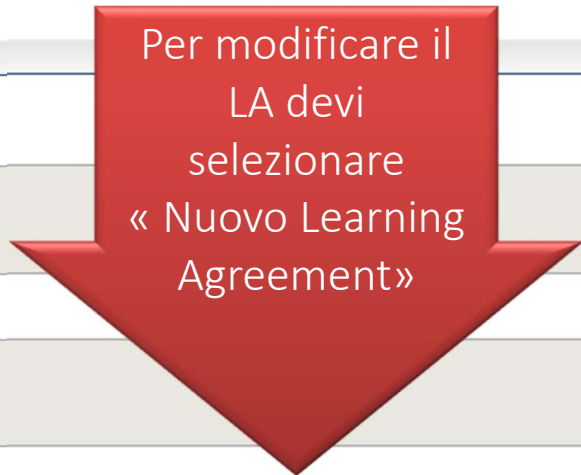 Per modificare il
LA devi
selezionare
« Nuovo Learning
Agreement»